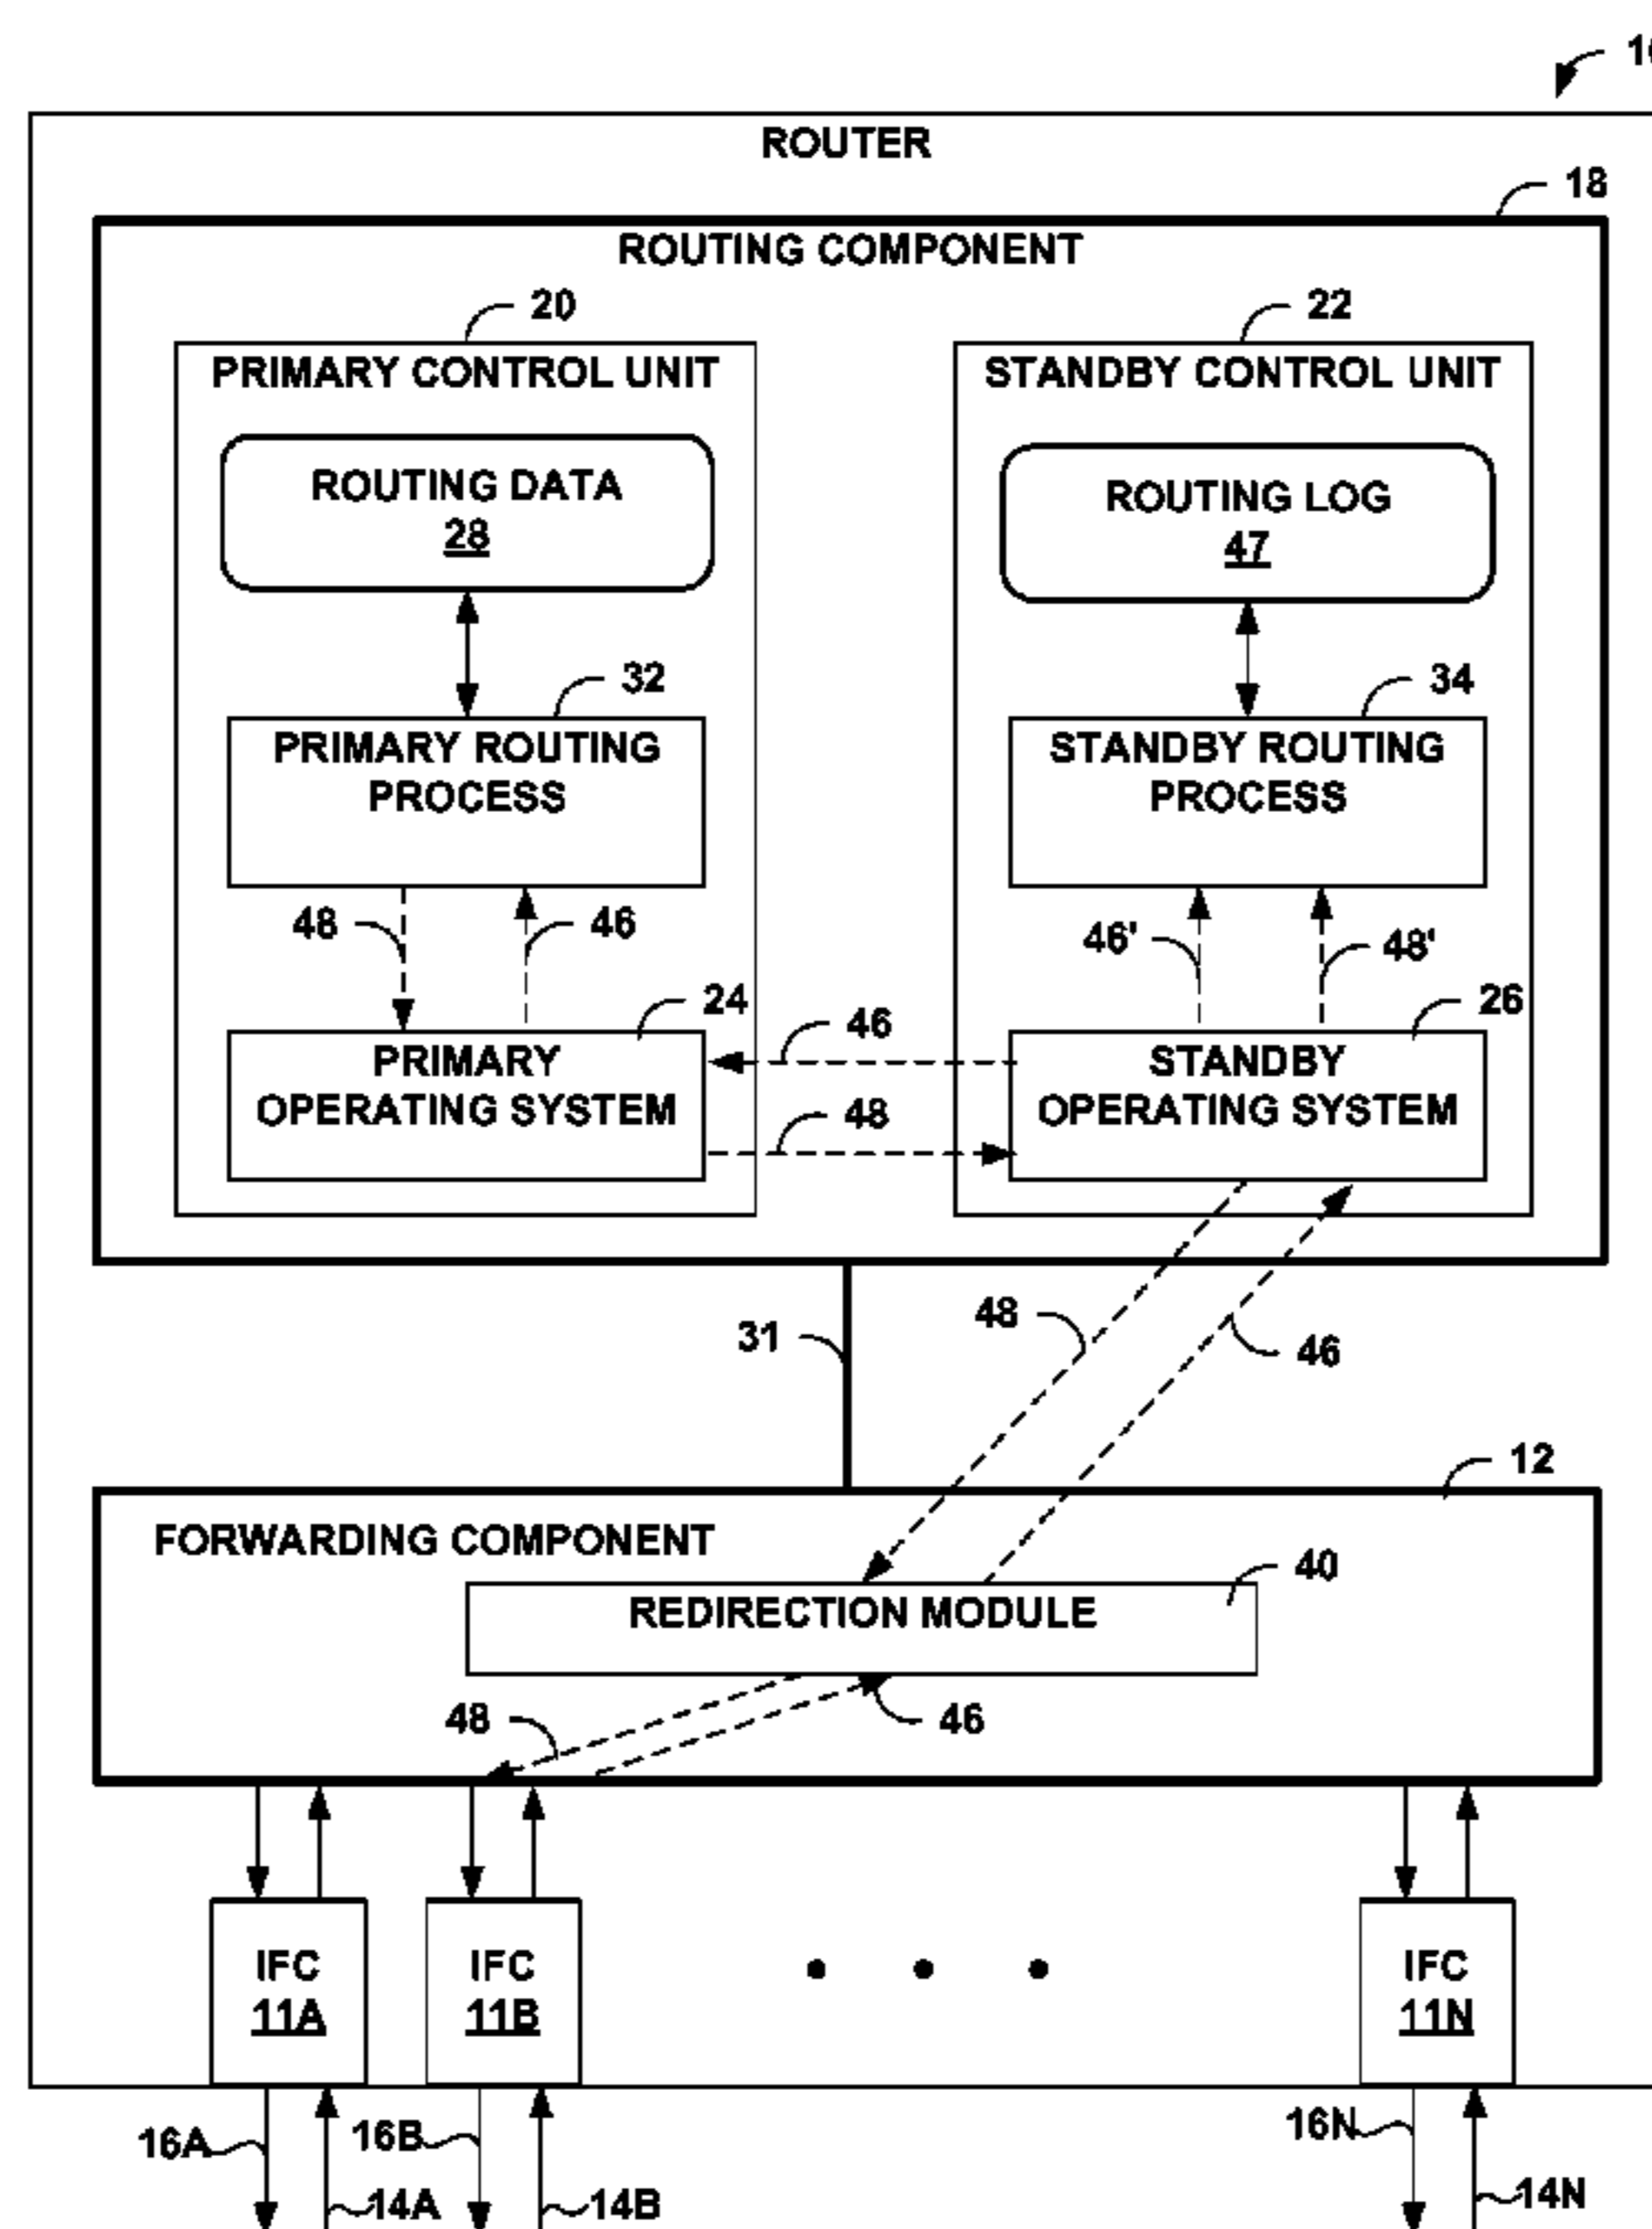 ROUTER
18
ROUTING COMPONENT
20
22
PRIMARY CONTROL UNIT
STANDBY CONTROL UNIT
ROUTING DATA
28
ROUTING LOG
47
32
34
PRIMARY ROUTING
PROCESS
STANDBY ROUTING
PROCESS
48
46
46'
48'
24
26
PRIMARY
OPERATING SYSTEM
46
48
STANDBY
OPERATING SYSTEM
31
48
46
12
FORWARDING COMPONENT
40
REDIRECTION MODULE
48
46
IFC
11A
IFC
11B
IFC
11N
16A
14A
16B
14B
16N
14N